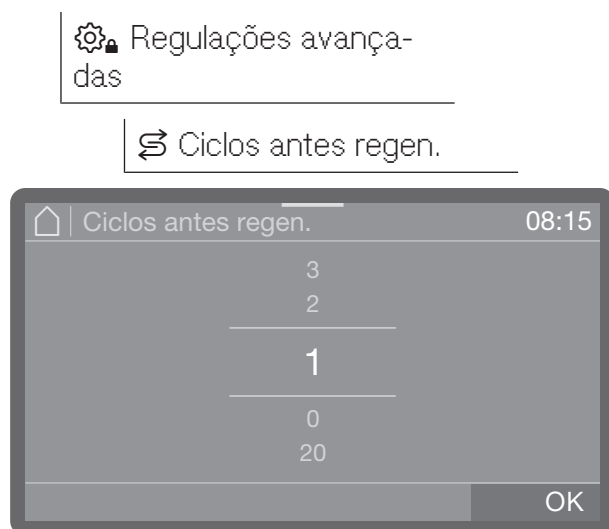 Regulações avança-
das
Ciclos antes regen.
Ciclos antes regen. 08:15
3
2
1
0
20
OK